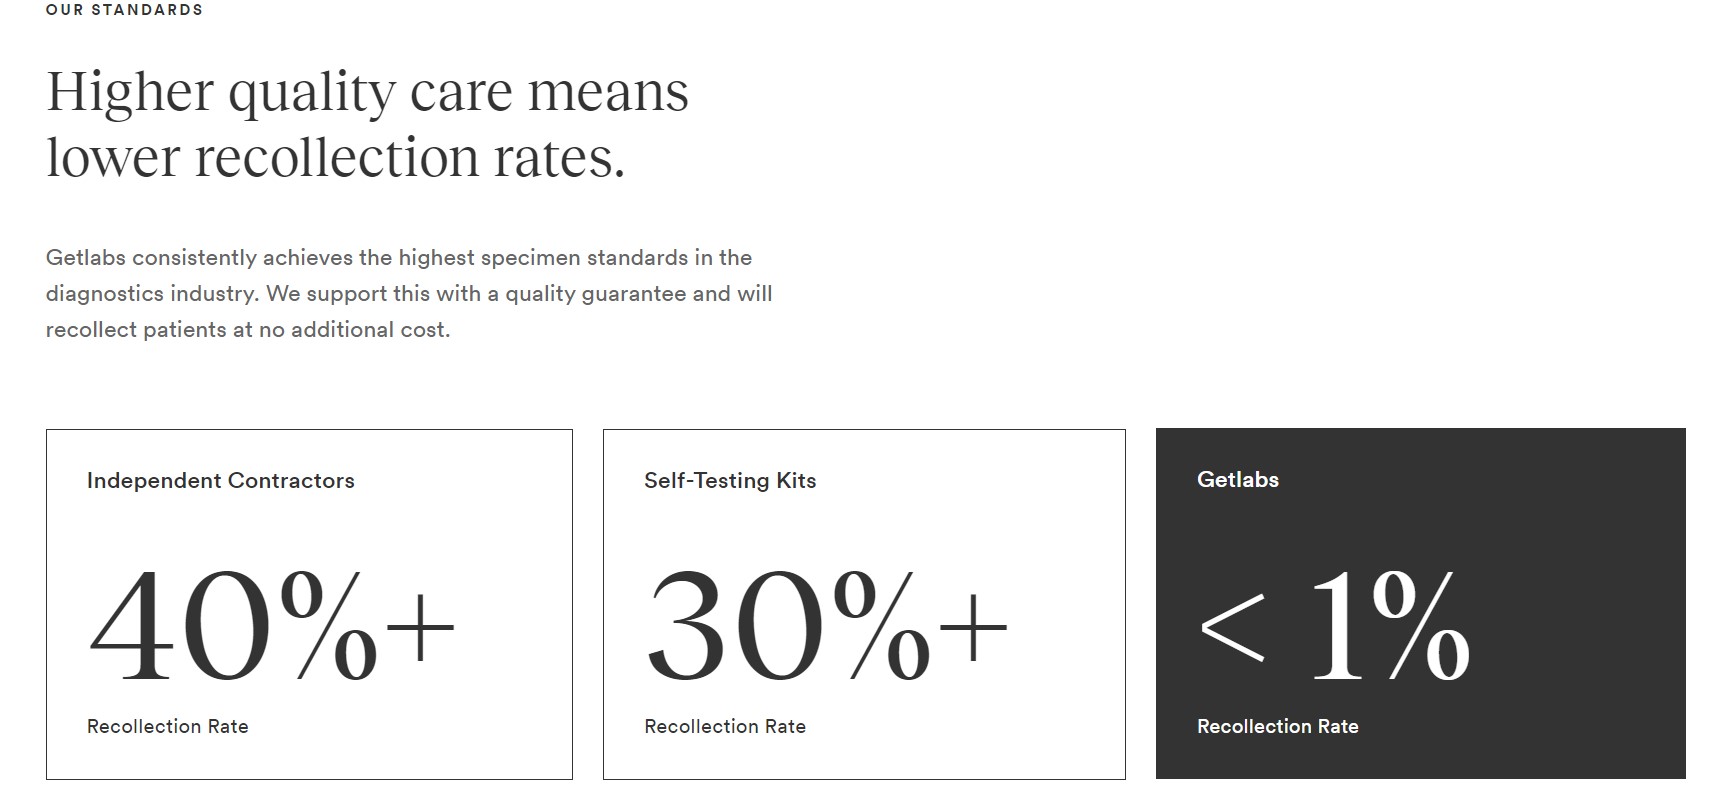 OUR STANDARDS
Higher quality care means
lower recollection rates.
Getlabs consistently achieves the highest specimen standards in the
diagnostics industry. We support this with a quality guarantee and will
recollect patients at no additional cost.
Independent Contractors
40%+
Recollection Rate
Self-Testing Kits
30%+
Recollection Rate
Getlabs
< 1%
Recollection Rate